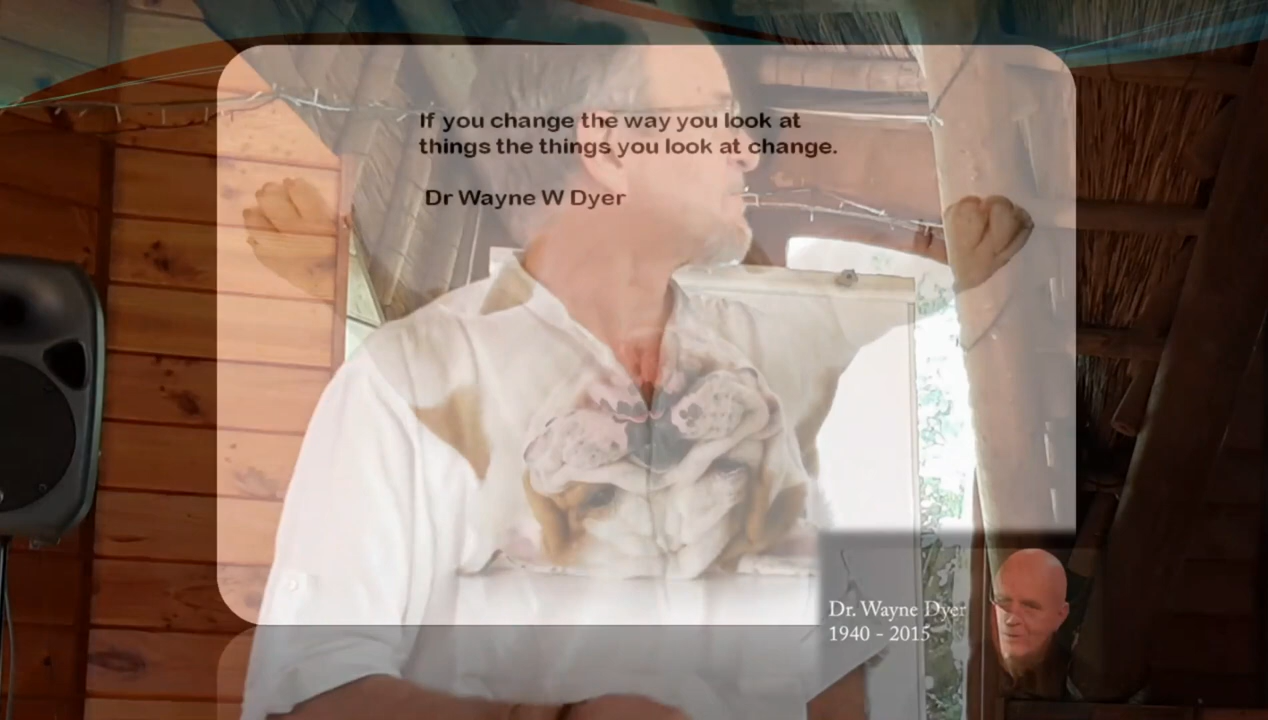 If you change the way you look at
things the things you look at change.
Dr Wayne W Dyer
Dr. Wayne Dyer
1940 - 2015